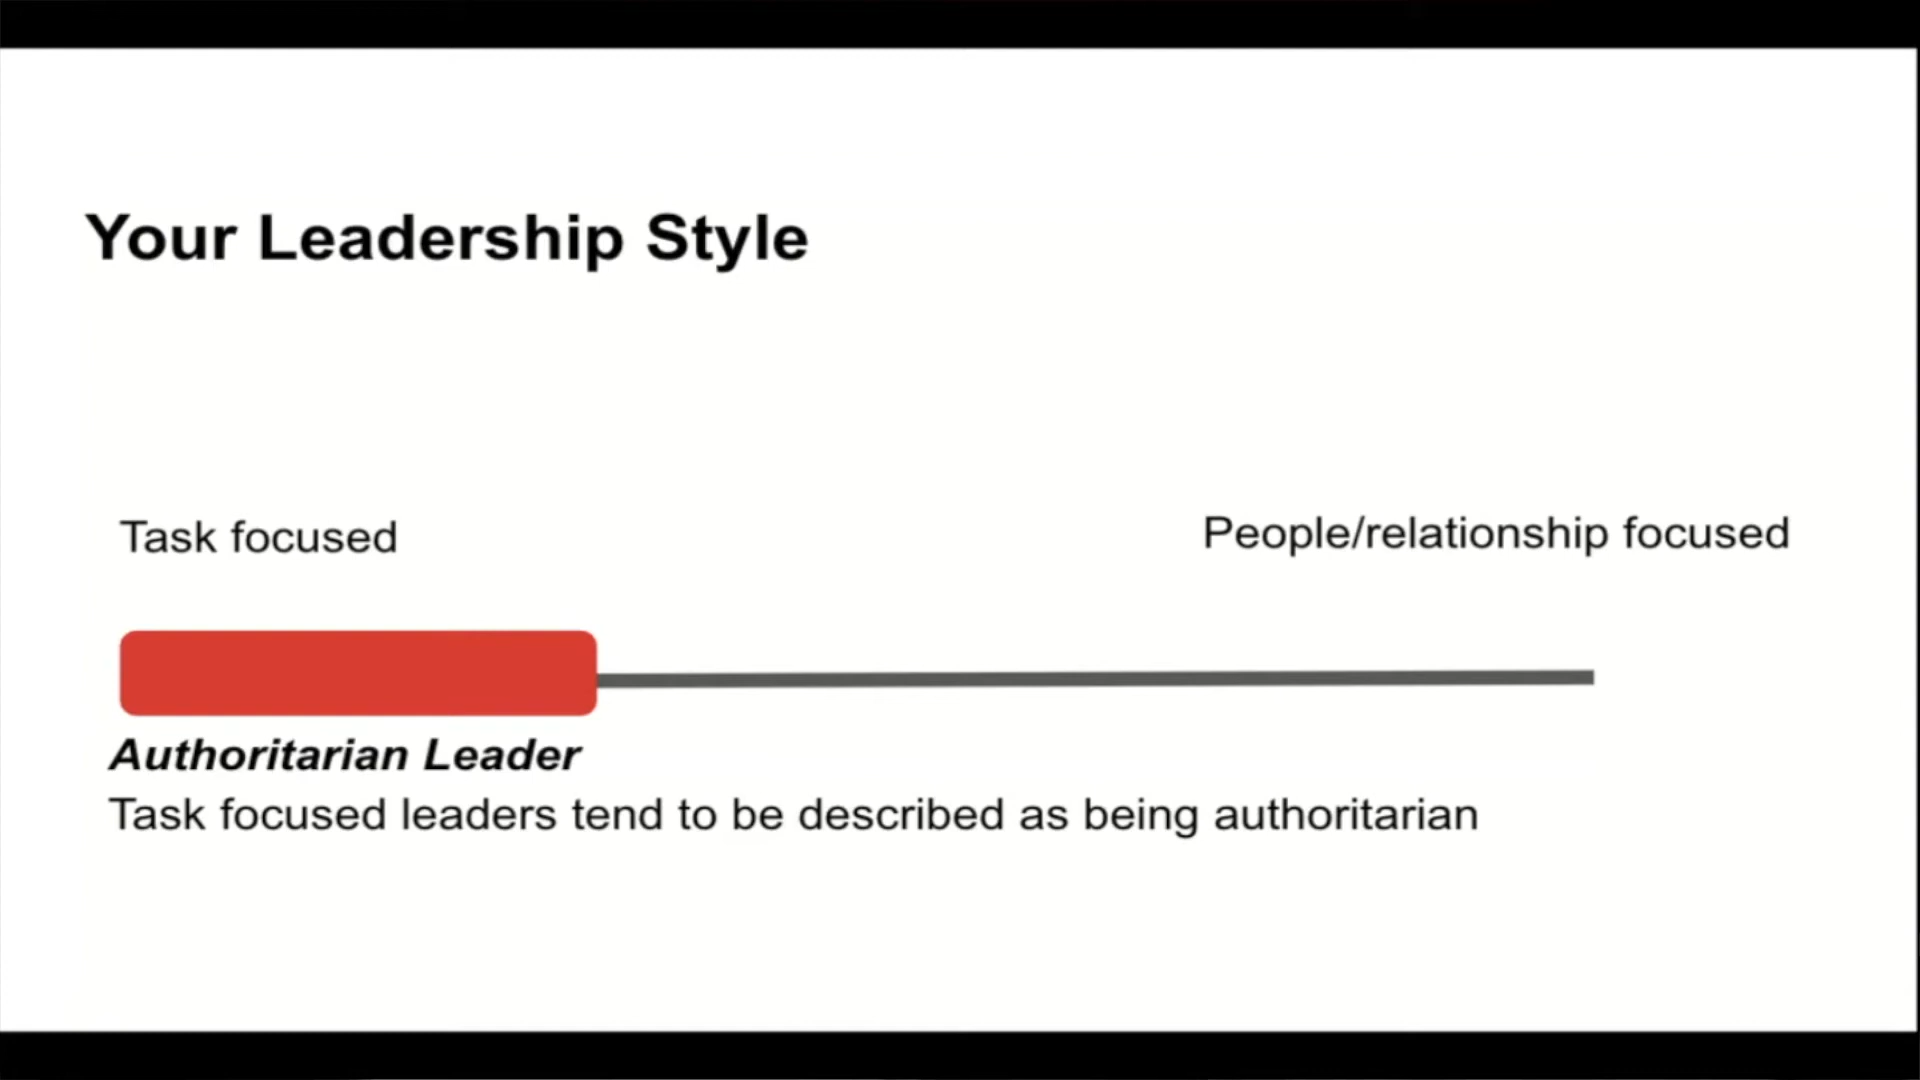 Your Leadership Style
Task focused
People/relationship focused
Authoritarian Leader
Task focused leaders tend to be described as being authoritarian